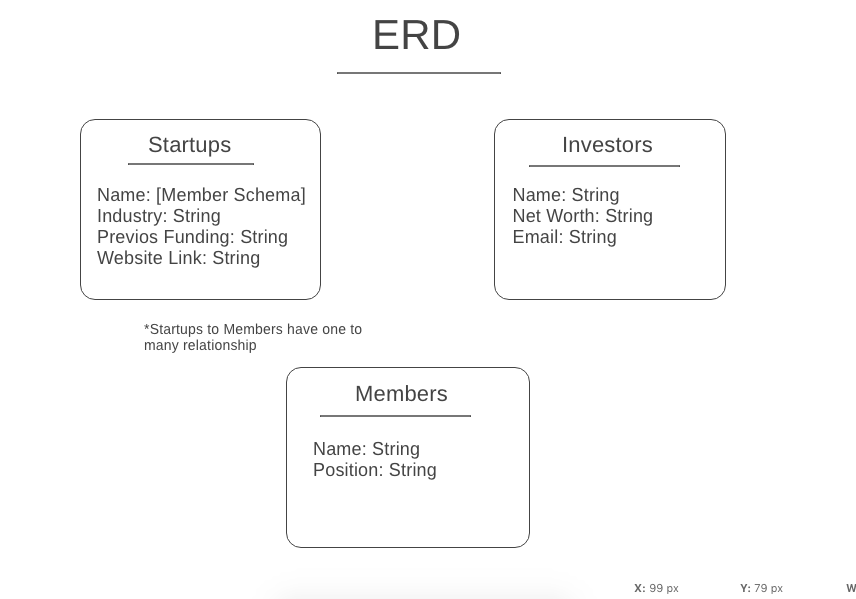 ERD
Startups
Name: [Member Schema]
Industry: String
Previos Funding: String
Website Link: String
Investors
Name: String
Net Worth: String
Email: String
*Startups to Members have one to
many relationship
Members
Name: String
Position: String
X: 99 px Y: 79 px W